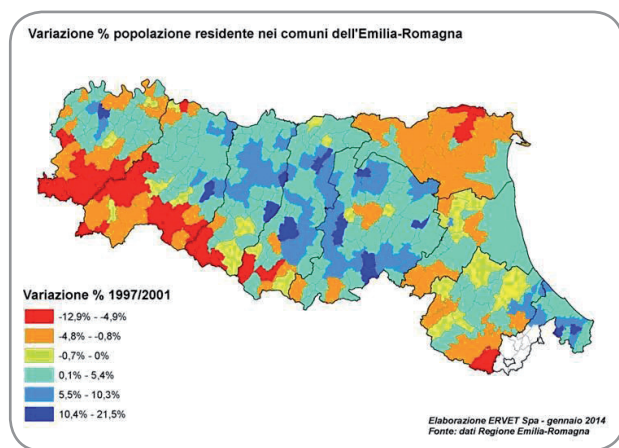 Variazione % popolazione residente nei comuni dell'Emilia-Romagna
Variazione % 1997/2001
-12,9% - -4,9%
-4,8% - -0,8%
-0,7% - 0%
0,1% - 5,4%
5,5% - 10,3%
10,4% - 21,5%
Elaborazione ERVET Spa - gennaio 2014
Fonte: dati Regione Emilia-Romagna